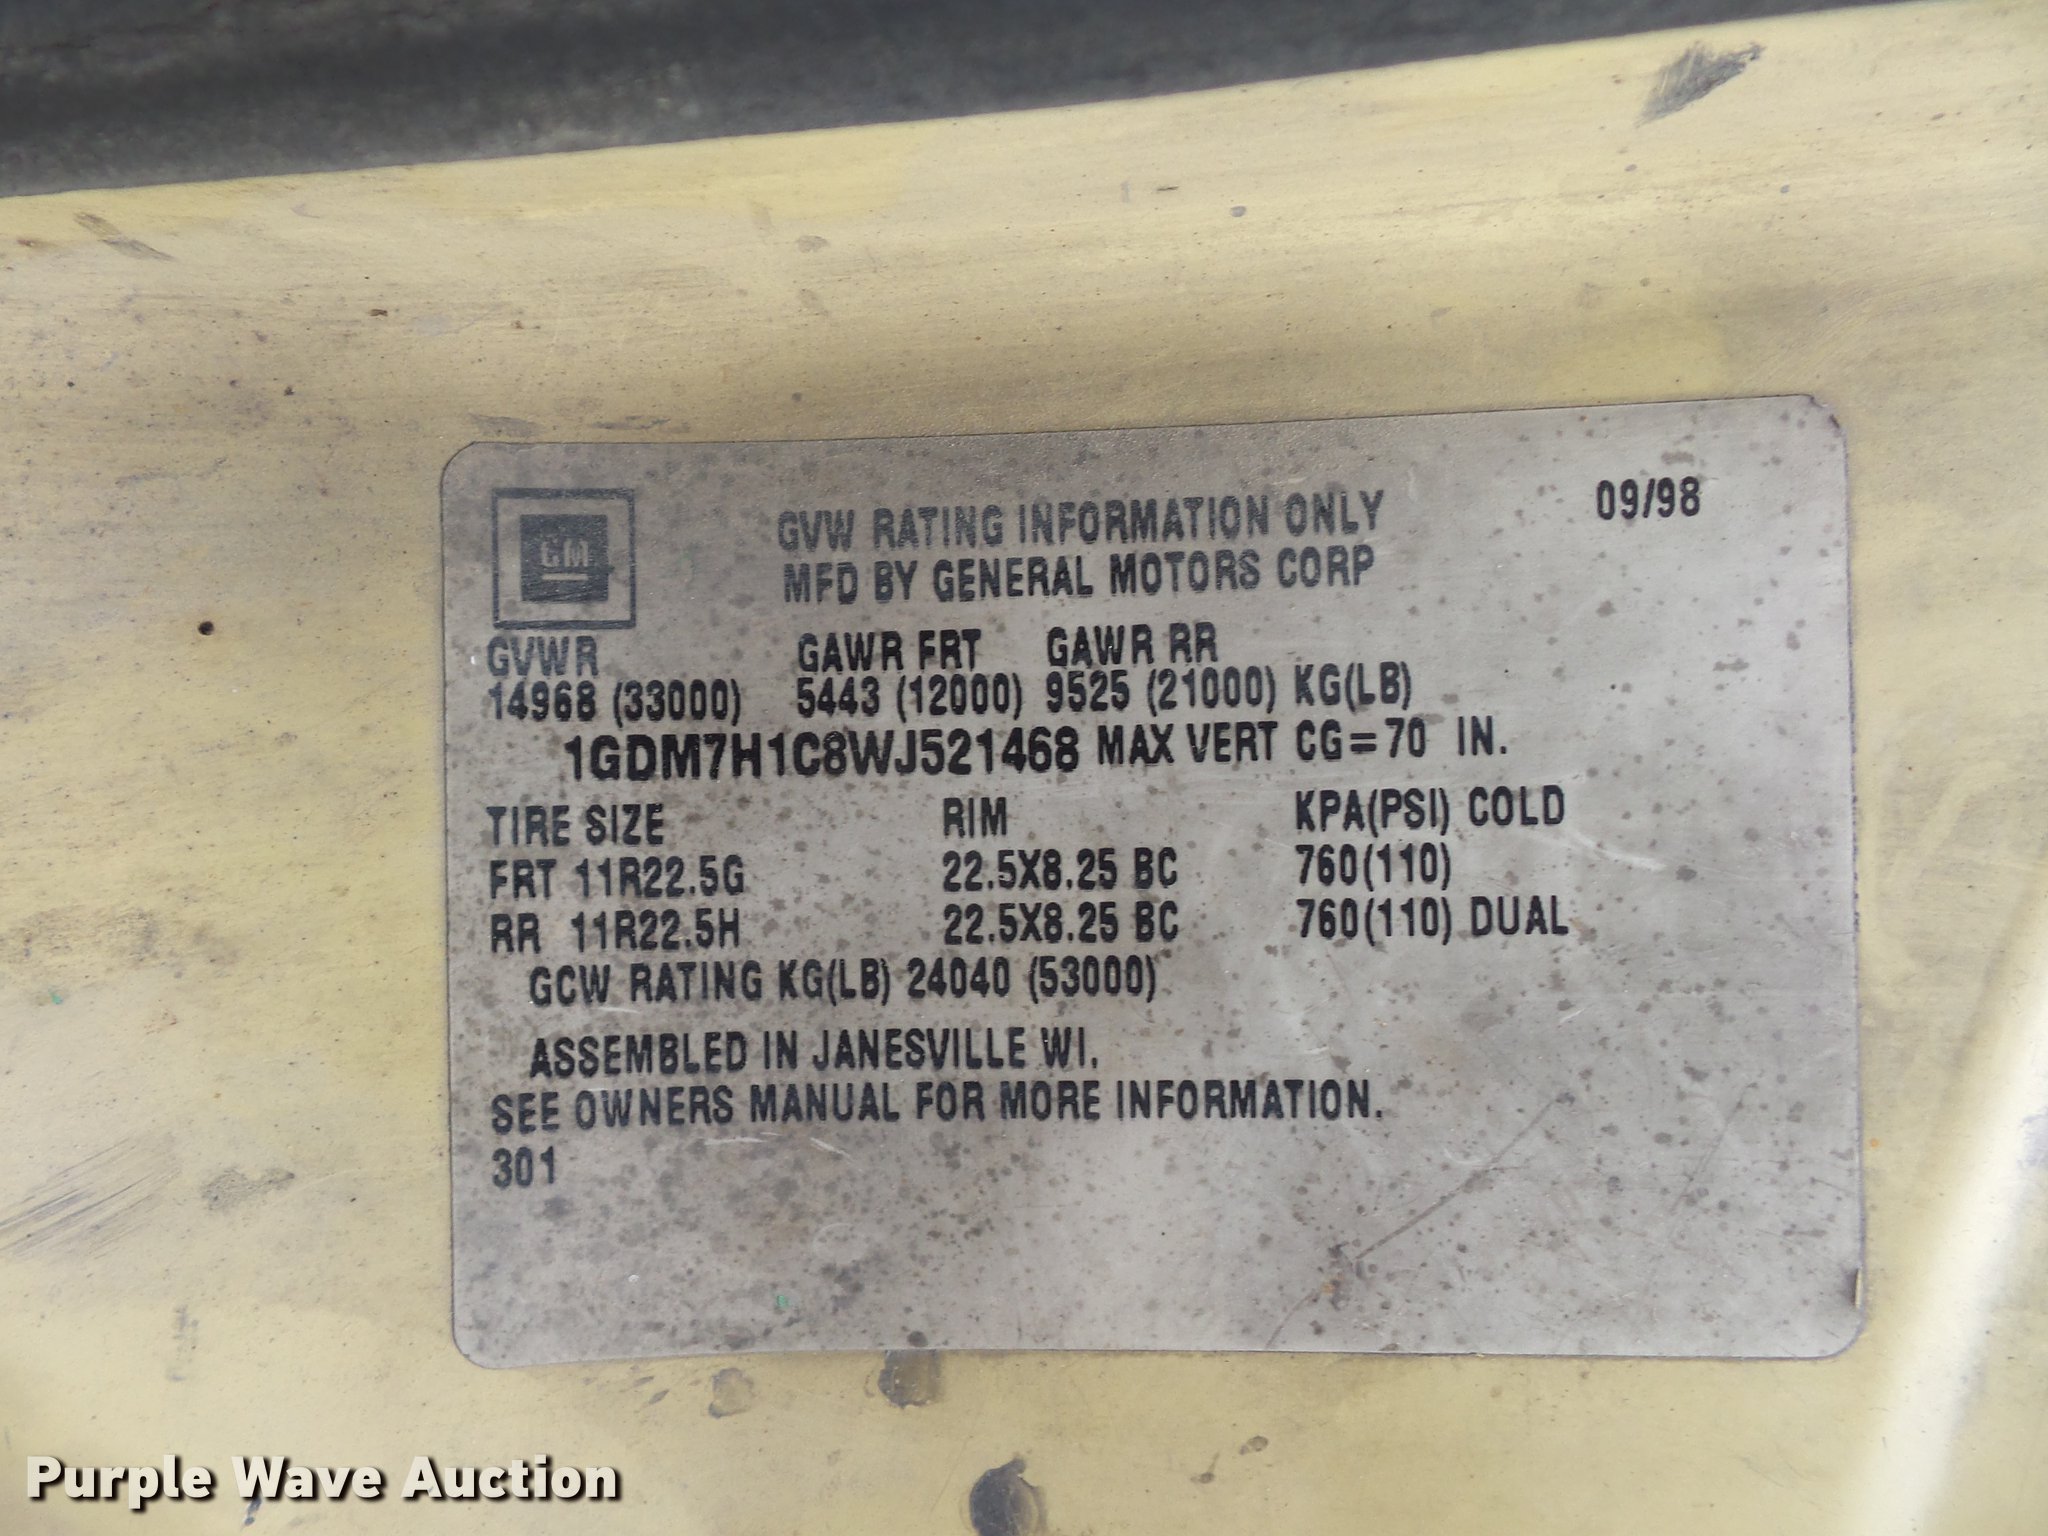 GM
GVW RATING INFORMATION ONLY
09/98
MFD BY GENERAL MOTORS CORP
GVWR GAWR FRT GAWR RR
14968 (33000) 5443 (12000) 9525 (21000) KG(LB)
1GDM7H1C8WJ521468 MAX VERT CG=70 IN.
TIRE SIZE RIM KPA(PSI) COLD
FRT 11R22.5G 22.5X8.25 BC 760(110)
RR 11R22.5H 22.5X8.25 BC 760(110) DUAL
GCW RATING KG(LB) 24040 (53000)
ASSEMBLED IN JANESVILLE WI.
SEE OWNERS MANUAL FOR MORE INFORMATION.
301
Purple Wave Auction